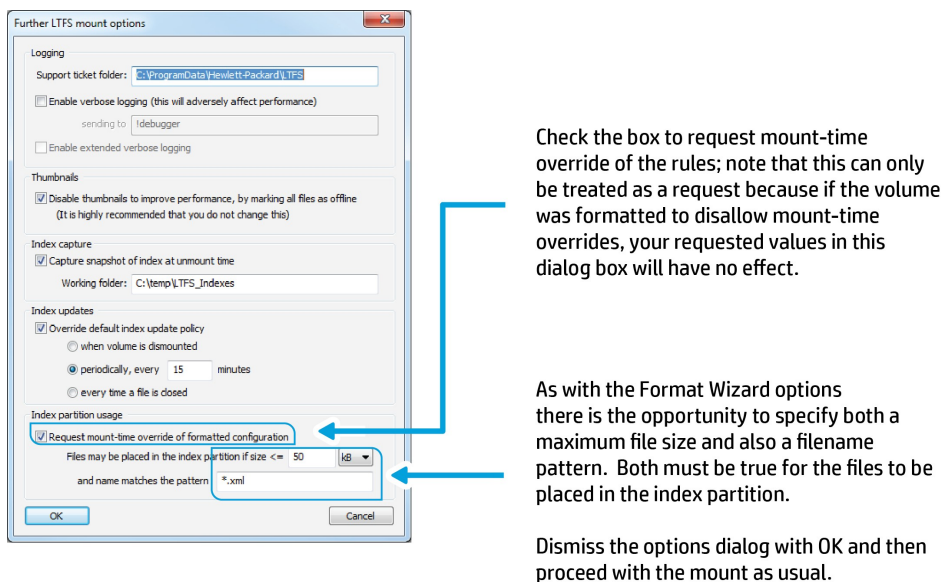 Further LTFS mount options
x
Logging
Support ticket folder: C:\ProgramData\Hewlett-Packard\LTFS
Enable verbose logging (this will adversely affect performance)
sending to !debugger
Enable extended verbose logging
Thumbnails
Disable thumbnails to improve performance, by marking all files as offline
(It is highly recommended that you do not change this)
Index capture
Capture snapshot of index at unmount time
Working folder: C:\temp\LTFS_Indexes
Index updates
Override default index update policy
when volume is dismounted
periodically, every 15 minutes
every time a file is closed
Index partition usage
Request mount-time override of formatted configuration
Files may be placed in the index partition if size <= 50 kB
and name matches the pattern *.xml
OK Cancel
Check the box to request mount-time
override of the rules; note that this can only
be treated as a request because if the volume
was formatted to disallow mount-time
overrides, your requested values in this
dialog box will have no effect.
As with the Format Wizard options
there is the opportunity to specify both a
maximum file size and also a filename
pattern. Both must be true for the files to be
placed in the index partition.
Dismiss the options dialog with OK and then
proceed with the mount as usual.